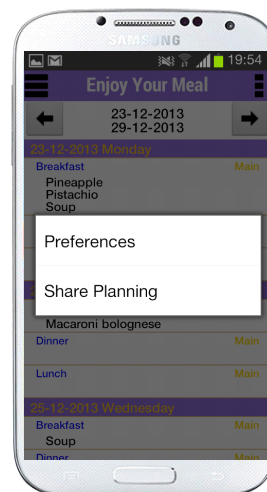 SAMSUNG
19:54
Enjoy Your Meal
23-12-2013
29-12-2013
23-12-2013 Monday
Breakfast Main
Pineapple
Pistachio
Soup
Preferences
Share Planning
Macaroni bolognese
Dinner Main
Lunch Main
25-12-2013 Wednesday
Breakfast Main
Soup
Dinner Main